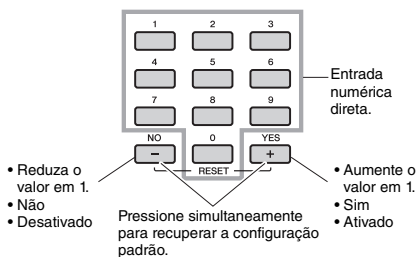 1 2 3
4 5 6
Entrada
numérica
direta.
7 8 9
NO 0 YES
− +
RESET
• Reduza o
valor em 1.
• Não
• Desativado
Pressione simultaneamente
para recuperar a configuração
padrão.
• Aumente o
valor em 1.
• Sim
• Ativado